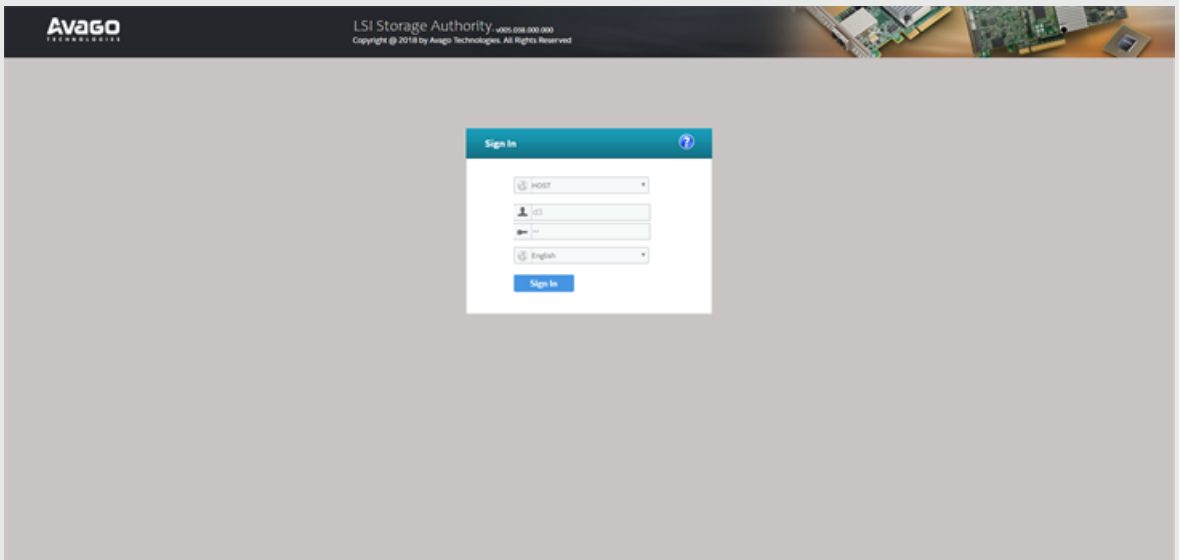 AVAGO
TECHNOLOGIES
LSI Storage Authority
Copyright @ 2018 by Avago Technologies. All Rights Reserved
Sign In
?
HOST
d3
English
Sign In